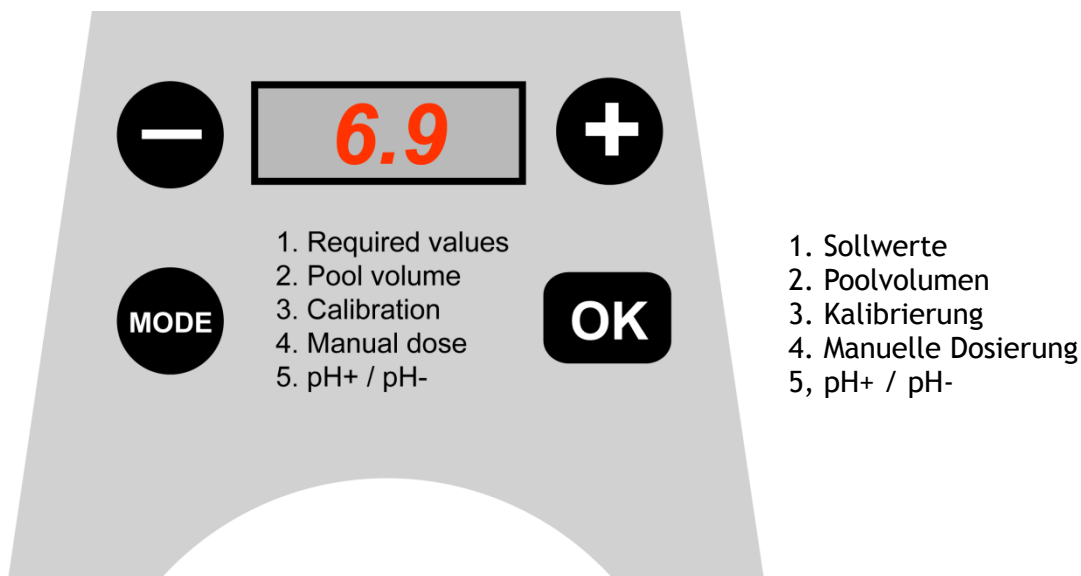 — 6.9 +
1. Required values
2. Pool volume
3. Calibration
4. Manual dose
5. pH+ / pH-
MODE
OK
1. Sollwerte
2. Poolvolumen
3. Kalibrierung
4. Manuelle Dosierung
5, pH+ / pH-